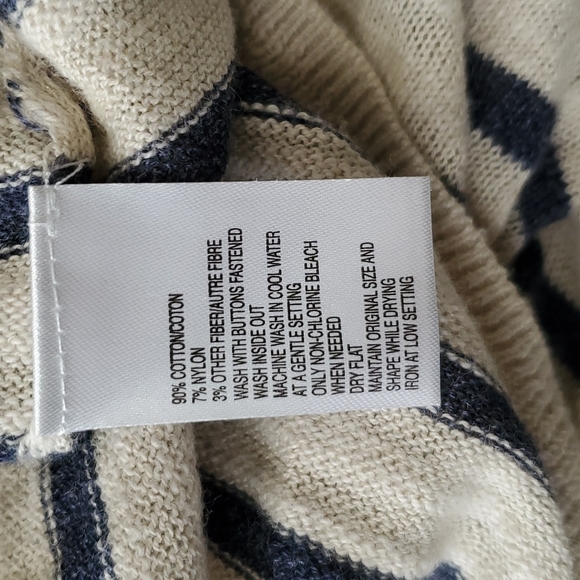 90% COTTON/COTON
7% NYLON
3% OTHER FIBER/AUTRE FIBRE
WASH WITH BUTTONS FASTENED
WASH INSIDE OUT
MACHINE WASH IN COOL WATER
AT A GENTLE SETTING
ONLY NON-CHLORINE BLEACH
WHEN NEEDED
DRY FLAT
MAINTAIN ORIGINAL SIZE AND
SHAPE WHILE DRYING
IRON AT LOW SETTING